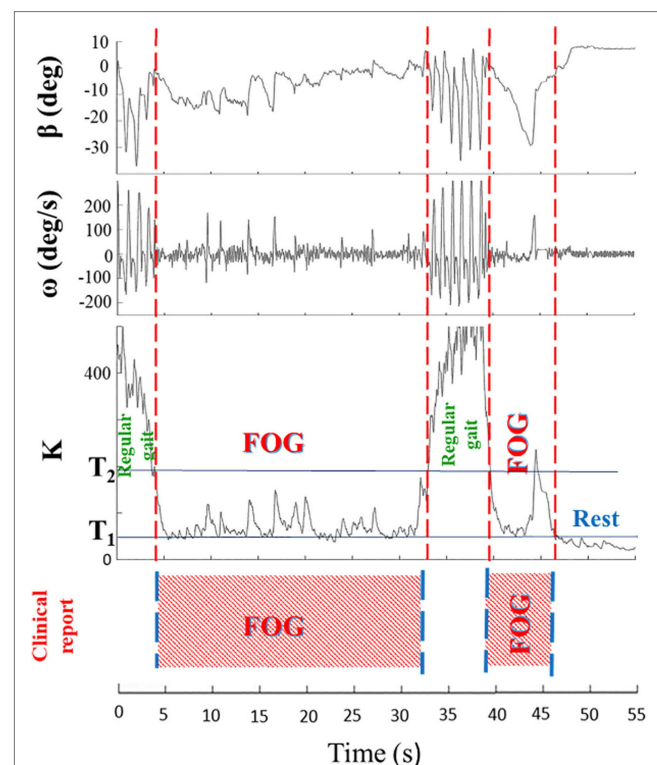 β (deg)
10
0
-10
-20
-30
ω (deg/s)
200
100
0
-100
-200
K
400
T2
T1
0
Regular
gait
FOG
Regular
gait
FOG
Rest
Clinical
report
FOG
FOG
0 5 10 15 20 25 30 35 40 45 50 55
Time (s)